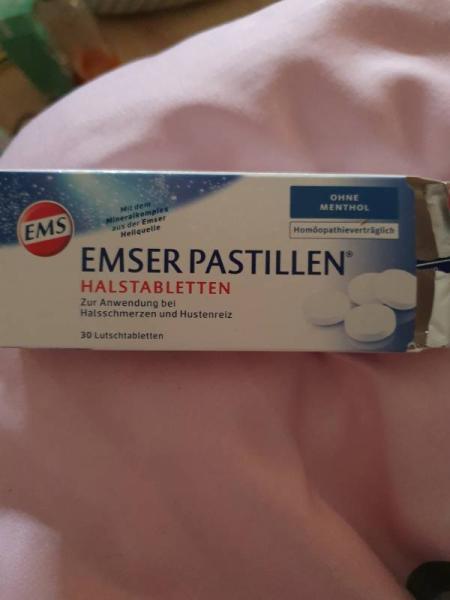 EMS
Mit dem
Mineralkomplex
aus der Emser
Heilquelle
OHNE
MENTHOL
Homöopathieverträglich
EMSER PASTILLEN®
HALSTABLETTEN
Zur Anwendung bei
Halsschmerzen und Hustenreiz
30 Lutschtabletten